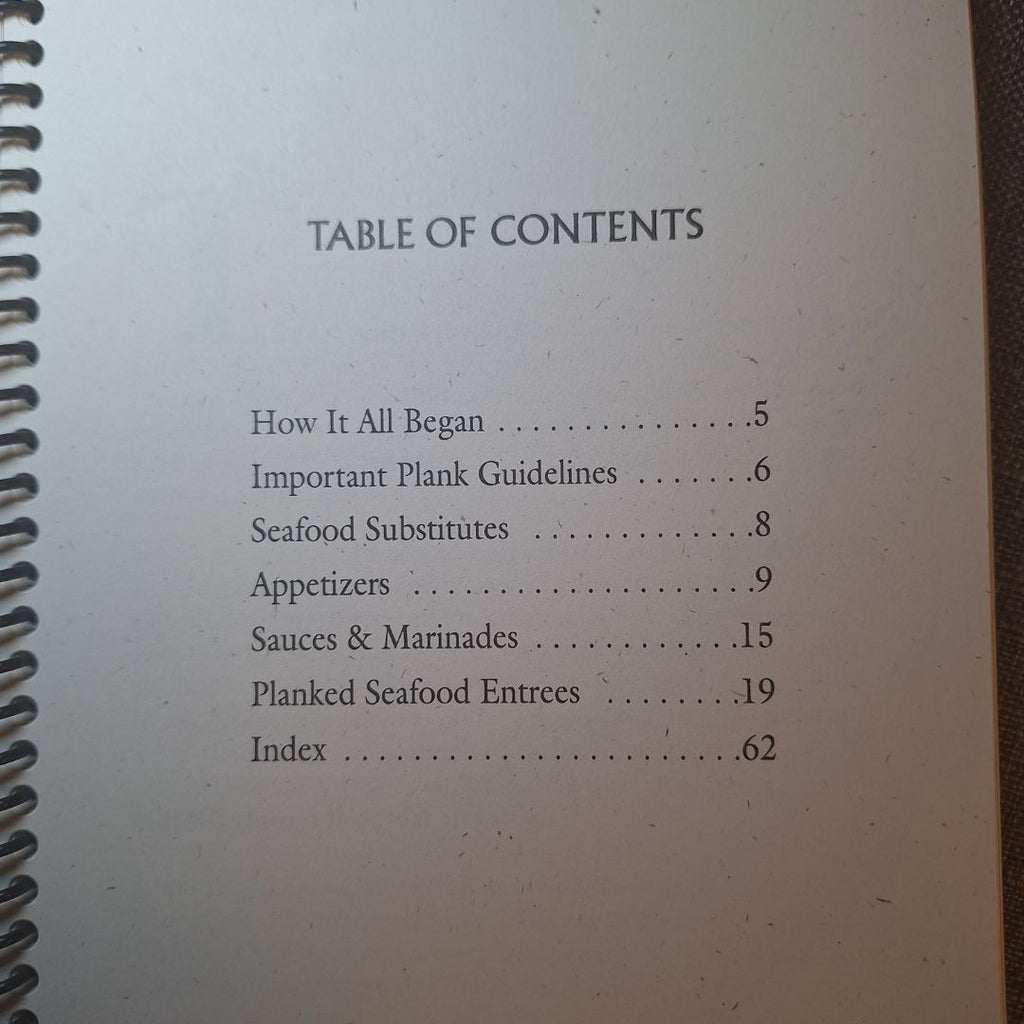 TABLE OF CONTENTS
How It All Began . . . . . . . . . . . . . . .5
Important Plank Guidelines . . . . . . .6
Seafood Substitutes . . . . . . . . . . . . .8
Appetizers . . . . . . . . . . . . . . . . . . . .9
Sauces & Marinades . . . . . . . . . . . .15
Planked Seafood Entrees . . . . . . . .19
Index . . . . . . . . . . . . . . . . . . . . . . .62